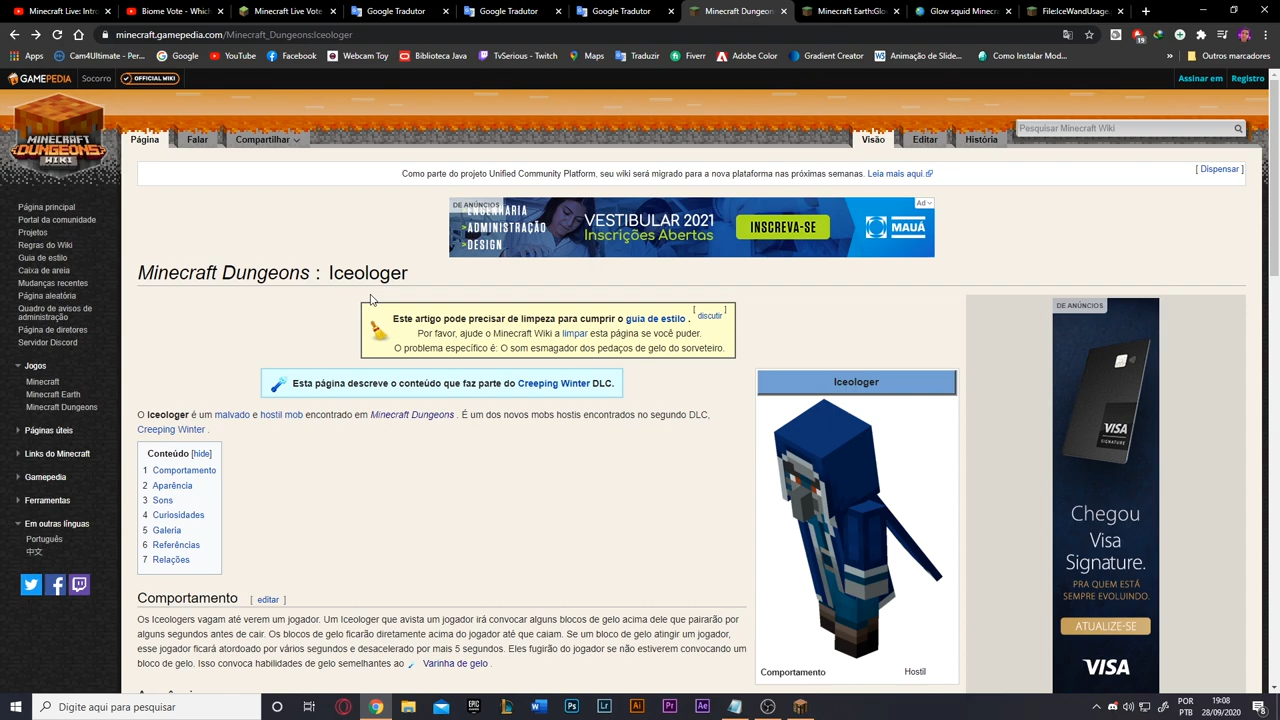 Minecraft Live: Intro
Minecraft Live Vote
Google Tradutor
Google Tradutor
Minecraft Dungeons
EntityGlow
Glow squid Minecra
File:IceWandUsage.
minecraft.gamepedia.com/Minecraft_Dungeons:Iceologer
Apps
Cam4Ultimate - Per...
Google
YouTube
Facebook
Webcam Toy
Biblioteca Java
TvSerious - Twitch
Maps
Traduzir
Fiverr
Adobe Color
Gradient Creator
Animação de Slide...
Como Instalar Mod...
»
Outros marcadores
GAMEPEDIA
Socorro
OFFICIAL WIKI
Assinar em
Registro
MINECRAFT
DUNGEONS
WIKI
Página
Falar
Compartilhar
Visão
Editar
História
Pesquisar Minecraft Wiki
Como parte do projeto Unified Community Platform, seu wiki será migrado para a nova plataforma nas próximas semanas. Leia mais aqui.
[ Dispensar ]
DE ANÚNCIOS
ENGENHARIA
>ADMINISTRAÇÃO
>DESIGN
VESTIBULAR 2021
Inscrições Abertas
INSCREVA-SE
MAUÁ
Ad
Página principal
Portal da comunidade
Projetos
Regras do Wiki
Guia de estilo
Caixa de areia
Mudanças recentes
Página aleatória
Quadro de avisos de
administração
Página de diretores
Servidor Discord
Jogos
Minecraft
Minecraft Earth
Minecraft Dungeons
Páginas úteis
Links do Minecraft
Gamepedia
Ferramentas
Em outras línguas
Português
中文
Minecraft Dungeons : Iceologer
Este artigo pode precisar de limpeza para cumprir o guia de estilo . [ discutir ]
Por favor, ajude o Minecraft Wiki a limpar esta página se você puder.
O problema específico é: O som esmagador dos pedaços de gelo do sorveteiro.
Esta página descreve o conteúdo que faz parte do Creeping Winter DLC.
O iceologer é um malvado e hostil mob encontrado em Minecraft Dungeons . É um dos novos mobs hostis encontrados no segundo DLC,
Creeping Winter .
Conteúdo [hide]
1 Comportamento
2 Aparência
3 Sons
4 Curiosidades
5 Galeria
6 Referências
7 Relações
Comportamento [ editar ]
Os Iceologers vagam até verem um jogador. Um Iceologer que avista um jogador irá convocar alguns blocos de gelo acima dele que pairarão por
alguns segundos antes de cair. Os blocos de gelo ficarão diretamente acima do jogador até que caiam. Se um bloco de gelo atingir um jogador,
esse jogador ficará atordoado por vários segundos e desacelerado por mais 5 segundos. Eles fugirão do jogador se não estiverem convocando um
bloco de gelo. Isso convoca habilidades de gelo semelhantes ao Varinha de gelo .
Iceologer
Comportamento
Hostil
DE ANÚNCIOS
VISA
SIGNATURE
Chegou
Visa
Signature.
PRA QUEM ESTÁ
SEMPRE EVOLUINDO.
ATUALIZE-SE
VISA
Digite aqui para pesquisar
POR
PTB
19:08
28/09/2020